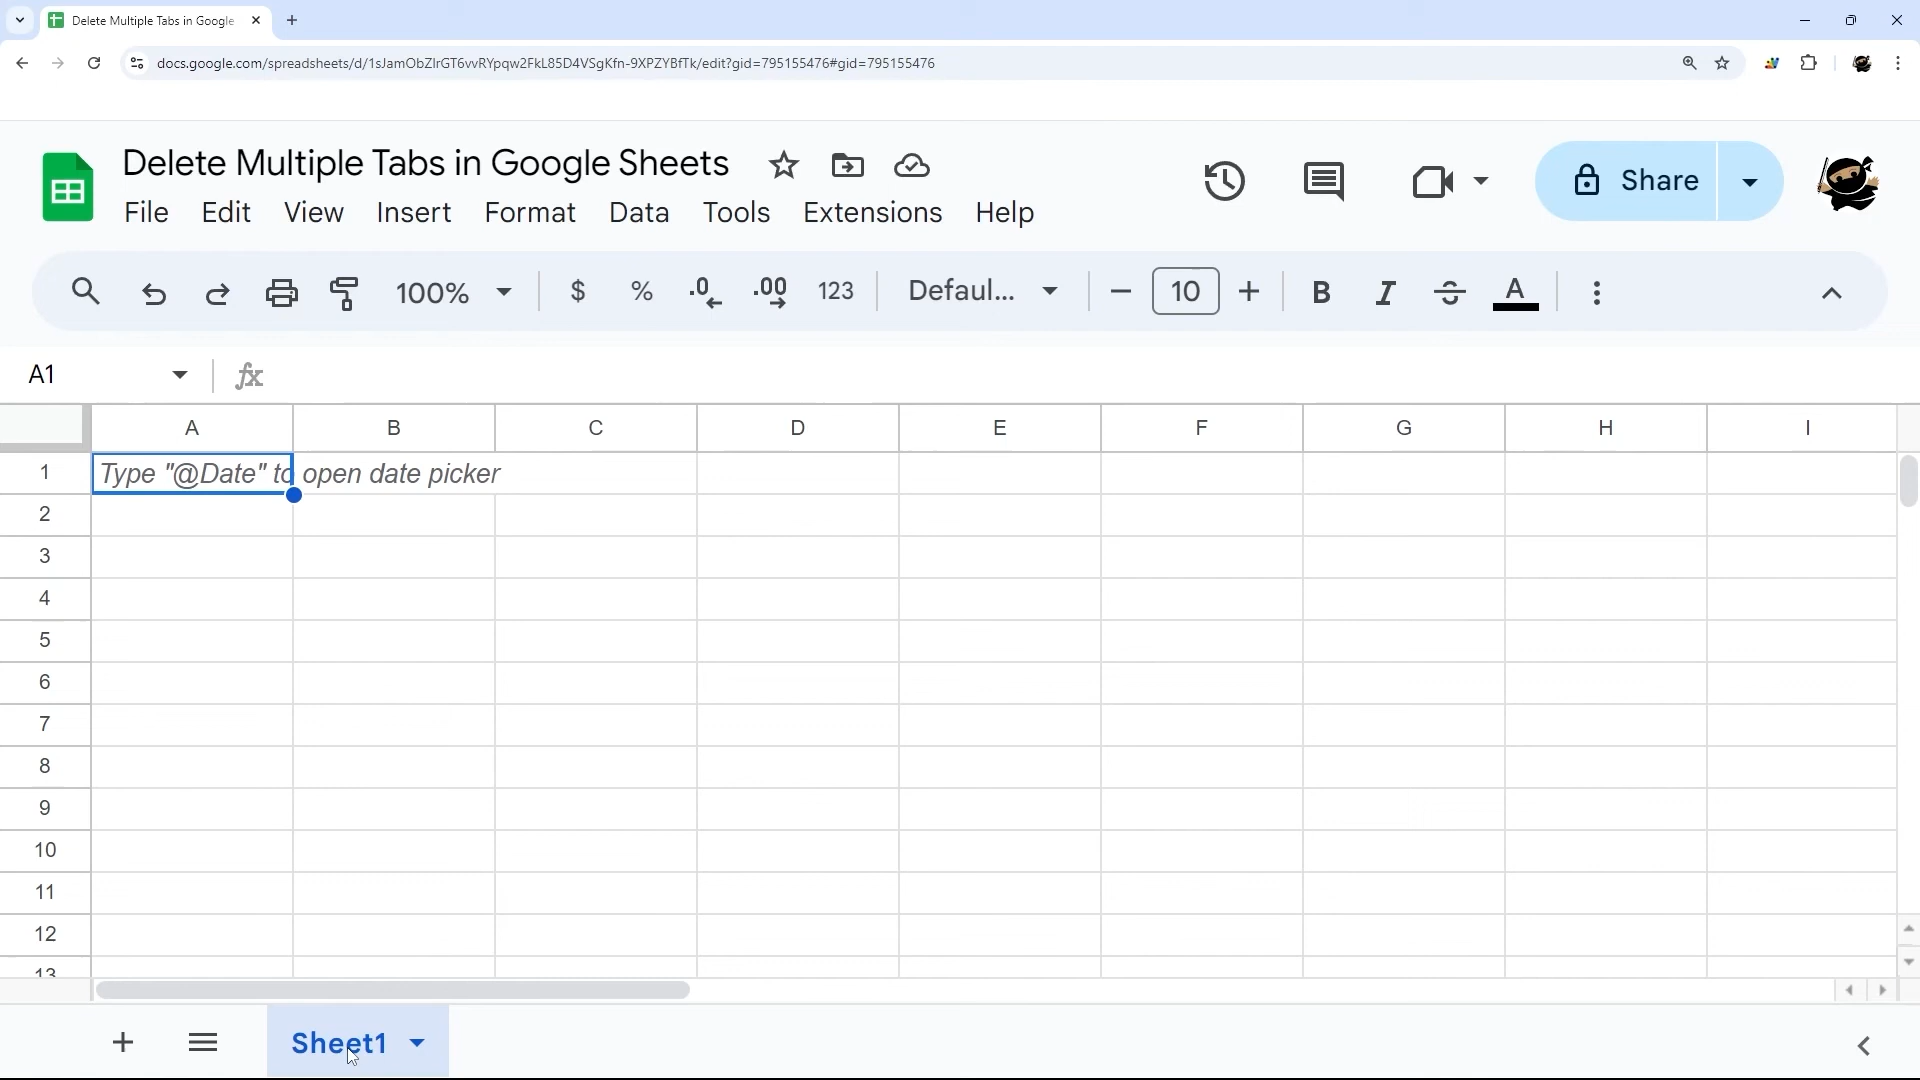 Delete Multiple Tabs in Google
docs.google.com/spreadsheets/d/1sJamObZlrGT6vvRYpqw2FkL85D4VSgKfn-9XPZYBfTk/edit?gid=795155476#gid=795155476
Delete Multiple Tabs in Google Sheets
File Edit View Insert Format Data Tools Extensions Help
Share
100% $ % .0 .00 123 Defaul... 10 B I S A
A1 fx
A B C D E F G H I
1 Type "@Date" to open date picker
2
3
4
5
6
7
8
9
10
11
12
13
Sheet1